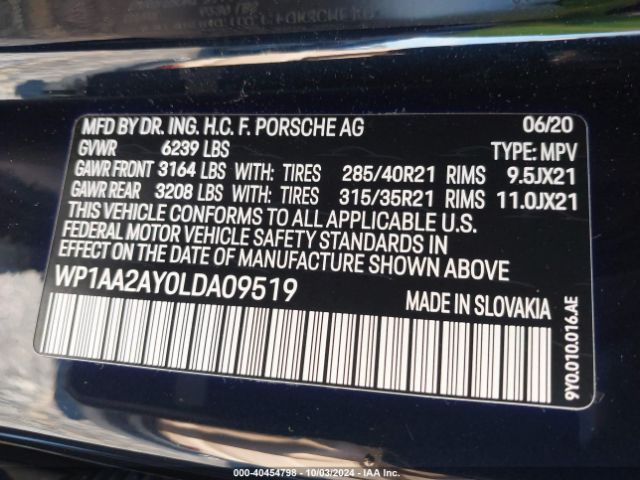 MFD BY DR. ING. H.C. F. PORSCHE AG 06/20
GVWR 6239 LBS TYPE: MPV
GAWR FRONT 3164 LBS WITH: TIRES 285/40R21 RIMS 9.5JX21
GAWR REAR 3208 LBS WITH: TIRES 315/35R21 RIMS 11.0JX21
THIS VEHICLE CONFORMS TO ALL APPLICABLE U.S.
FEDERAL MOTOR VEHICLE SAFETY STANDARDS IN
EFFECT ON THE DATE OF MANUFACTURE SHOWN ABOVE
WP1AA2AY0LDA09519 MADE IN SLOVAKIA
9Y0.010.016.AE
000-40454798 - 10/03/2024 - IAAI.COM